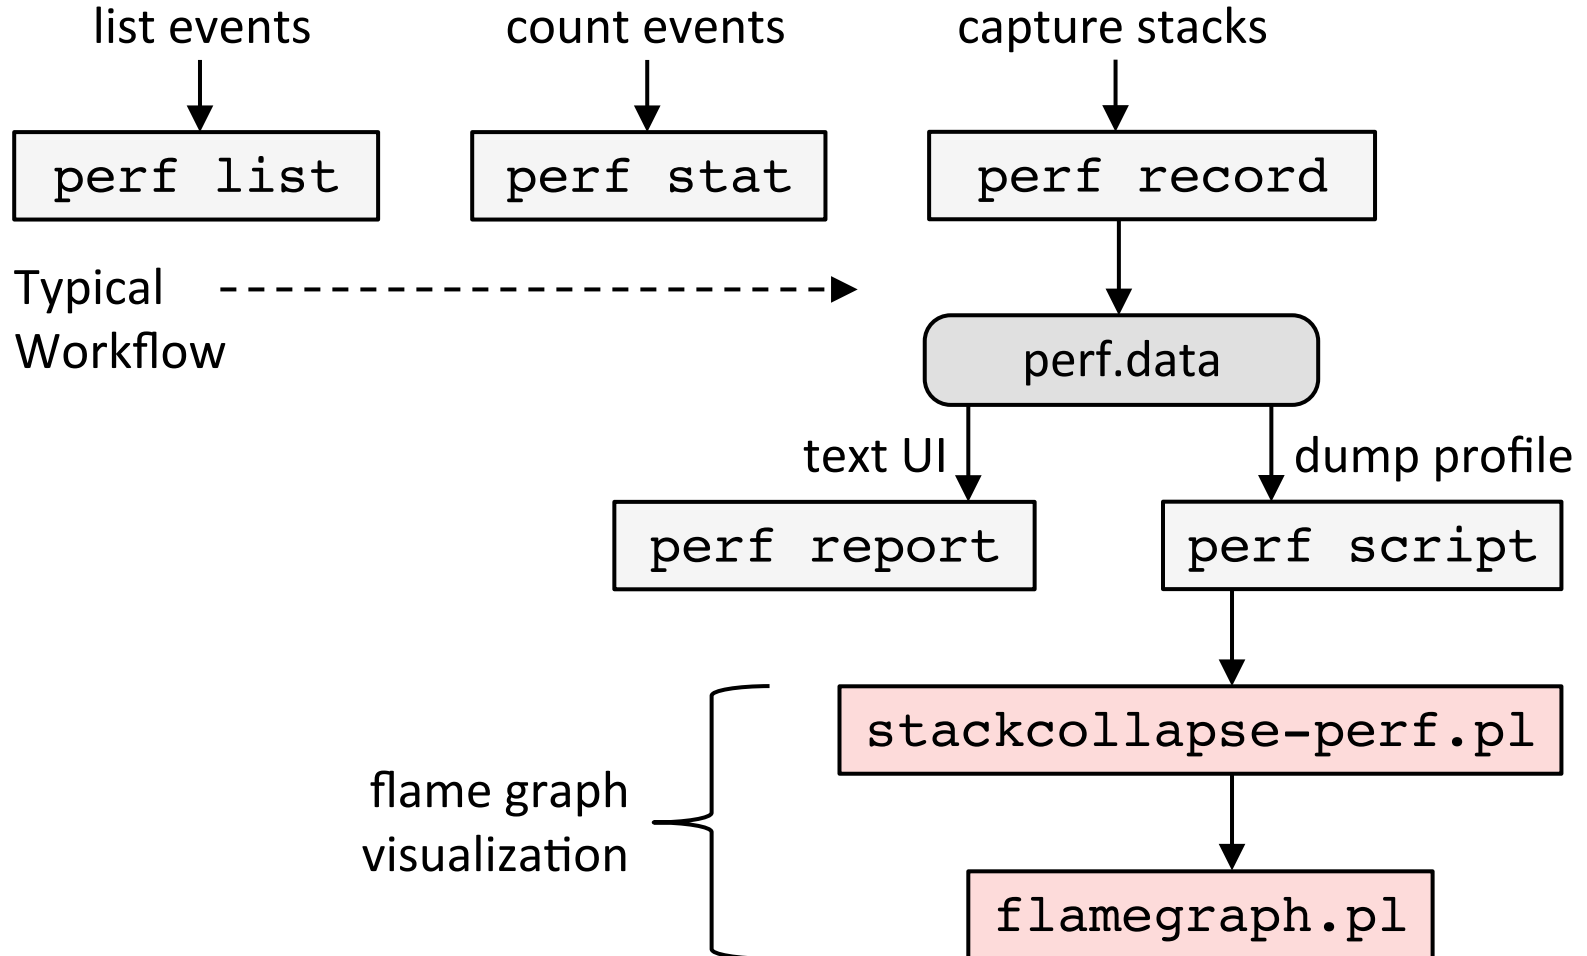 list events
count events
capture stacks
perf list
perf stat
perf record
Typical
Workflow
perf.data
text UI
dump profile
perf report
perf script
stackcollapse-perf.pl
flame graph
visualization
flamegraph.pl